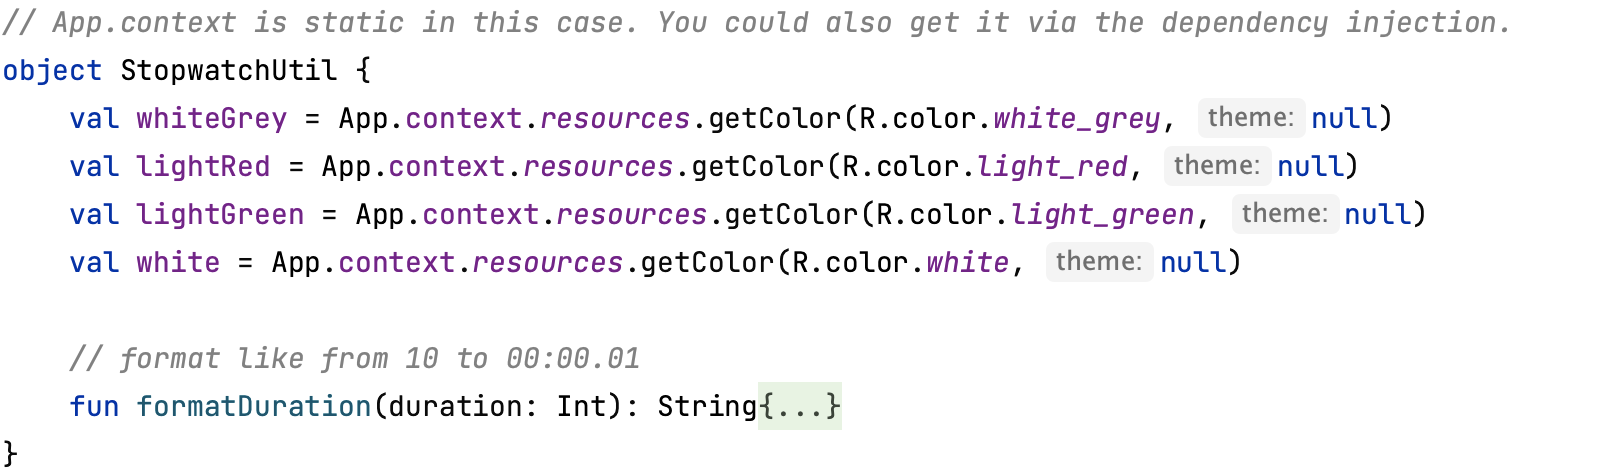 // App.context is static in this case. You could also get it via the dependency injection.
object StopwatchUtil {
    val whiteGrey = App.context.resources.getColor(R.color.white_grey, theme: null)
    val lightRed = App.context.resources.getColor(R.color.light_red, theme: null)
    val lightGreen = App.context.resources.getColor(R.color.light_green, theme: null)
    val white = App.context.resources.getColor(R.color.white, theme: null)

    // format like from 10 to 00:00.01
    fun formatDuration(duration: Int): String{...}
}